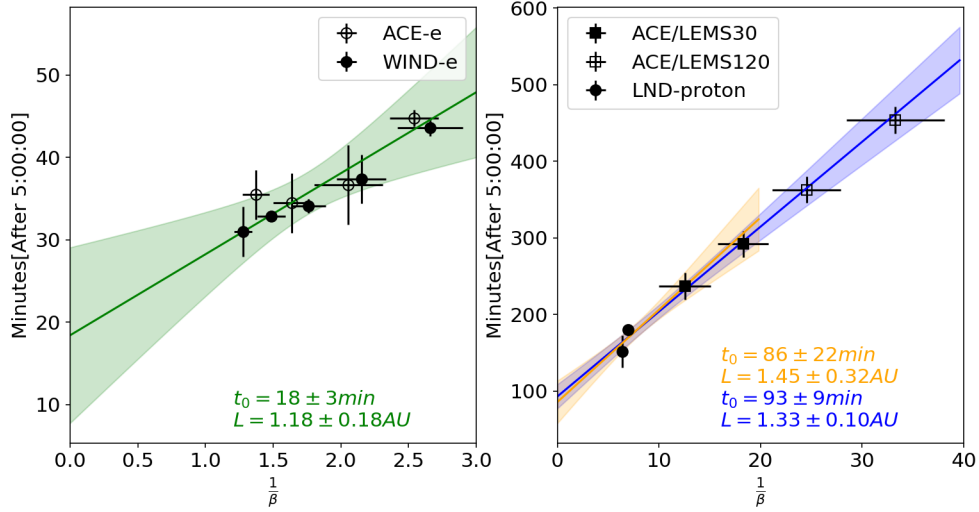 Minutes[After 5:00:00]
50
40
30
20
10
ACE-e
WIND-e
t₀ = 18 ± 3min
L = 1.18 ± 0.18AU
0.0 0.5 1.0 1.5 2.0 2.5 3.0
1/β
Minutes[After 5:00:00]
600
500
400
300
200
100
ACE/LEMS30
ACE/LEMS120
LND-proton
t₀ = 86 ± 22min
L = 1.45 ± 0.32AU
t₀ = 93 ± 9min
L = 1.33 ± 0.10AU
0 10 20 30 40
1/β